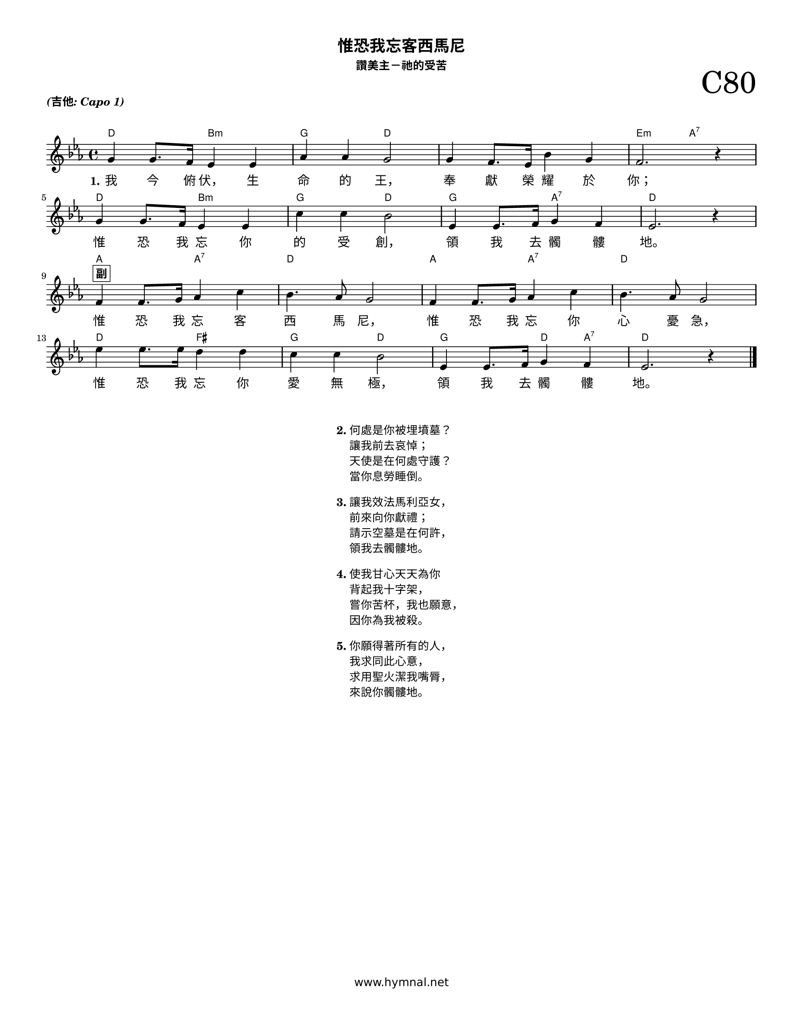 惟恐我忘客西馬尼
讚美主－祂的受苦
C80
(吉他: Capo 1)
D Bm G D Em A7
1. 我 今 俯伏， 生 命 的 王， 奉 獻 榮 耀 於 你；
5 D Bm G D G A7 D
惟 恐 我 忘 你 的 受 創， 領 我 去 髑 髏 地。
A A7 D A A7 D
9 副
惟 恐 我 忘 客 西 馬 尼， 惟 恐 我 忘 你 心 憂 急，
13 D F♯ G D G D A7 D
惟 恐 我 忘 你 愛 無 極， 領 我 去 髑 髏 地。
2. 何處是你被埋墳墓？
讓我前去哀悼；
天使是在何處守護？
當你息勞睡倒。
3. 讓我效法馬利亞女，
前來向你獻禮；
請示空墓是在何許，
領我去髑髏地。
4. 使我甘心天天為你
背起我十字架，
嘗你苦杯，我也願意，
因你為我被殺。
5. 你願得著所有的人，
我求同此心意，
求用聖火潔我嘴脣，
來說你髑髏地。
www.hymnal.net